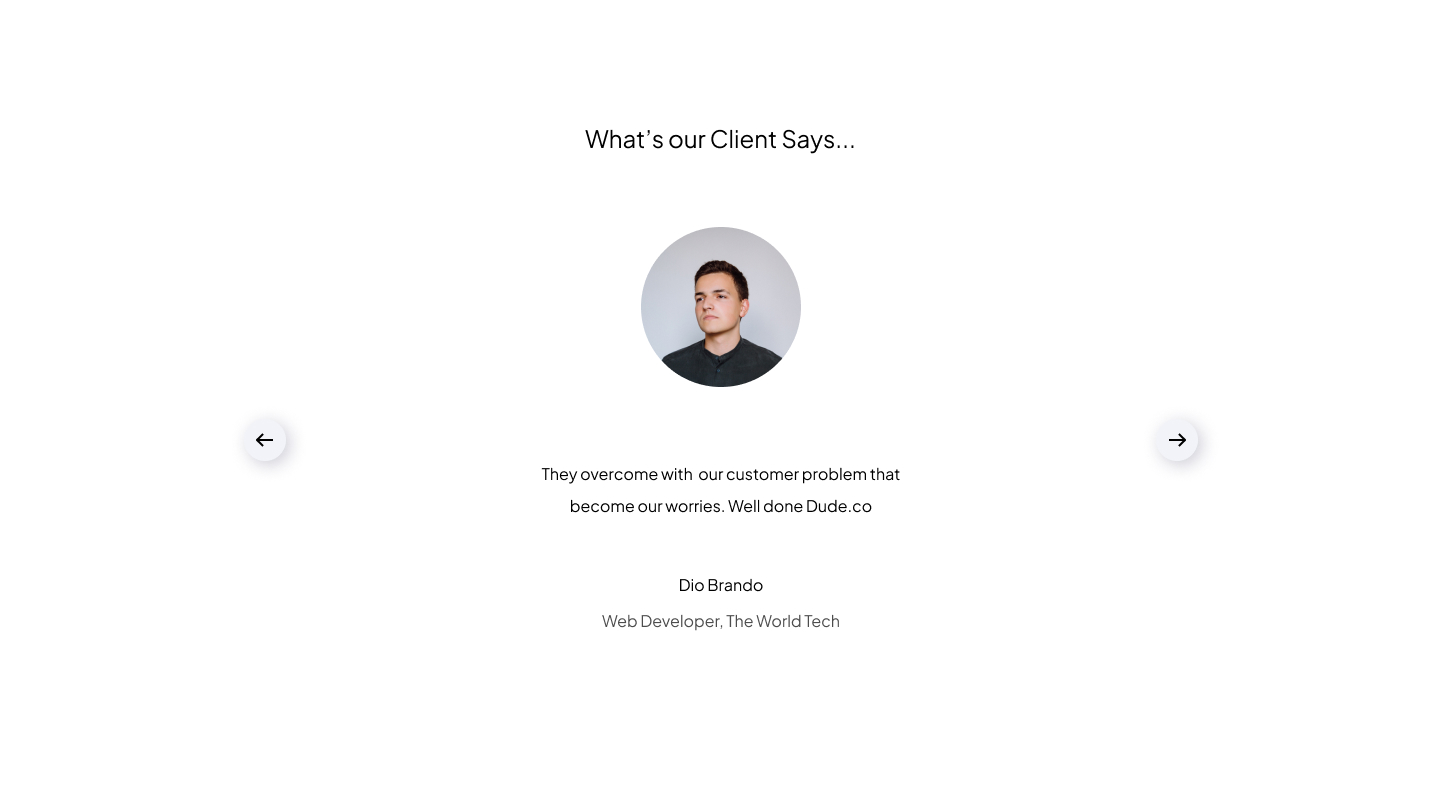 What’s our Client Says...
They overcome with  our customer problem that
become our worries. Well done Dude.co
Dio Brando
Web Developer, The World Tech